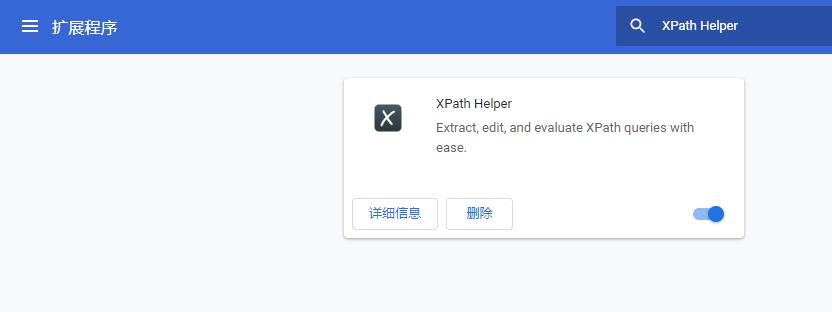 扩展程序
XPath Helper
XPath Helper
Extract, edit, and evaluate XPath queries with
ease.
详细信息
删除